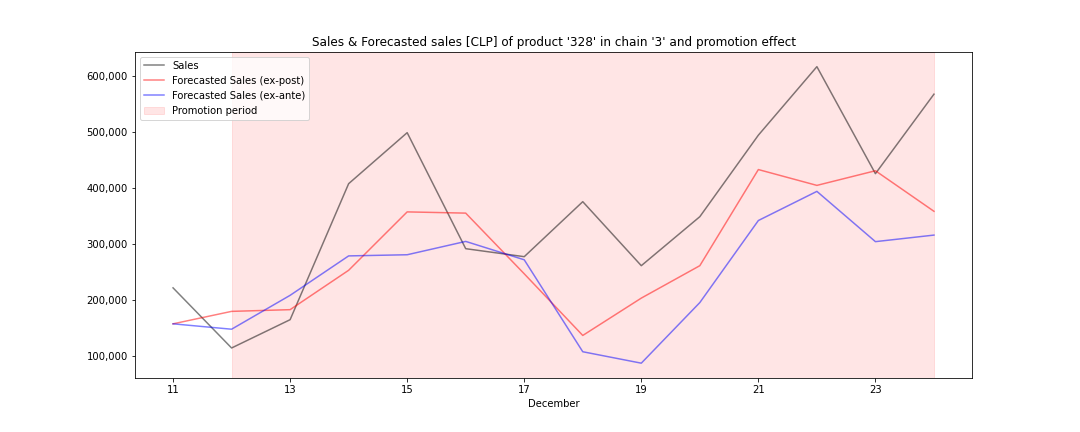 Sales & Forecasted sales [CLP] of product '328' in chain '3' and promotion effect
Sales
Forecasted Sales (ex-post)
Forecasted Sales (ex-ante)
Promotion period
600,000
500,000
400,000
300,000
200,000
100,000
11 13 15 17 19 21 23
December